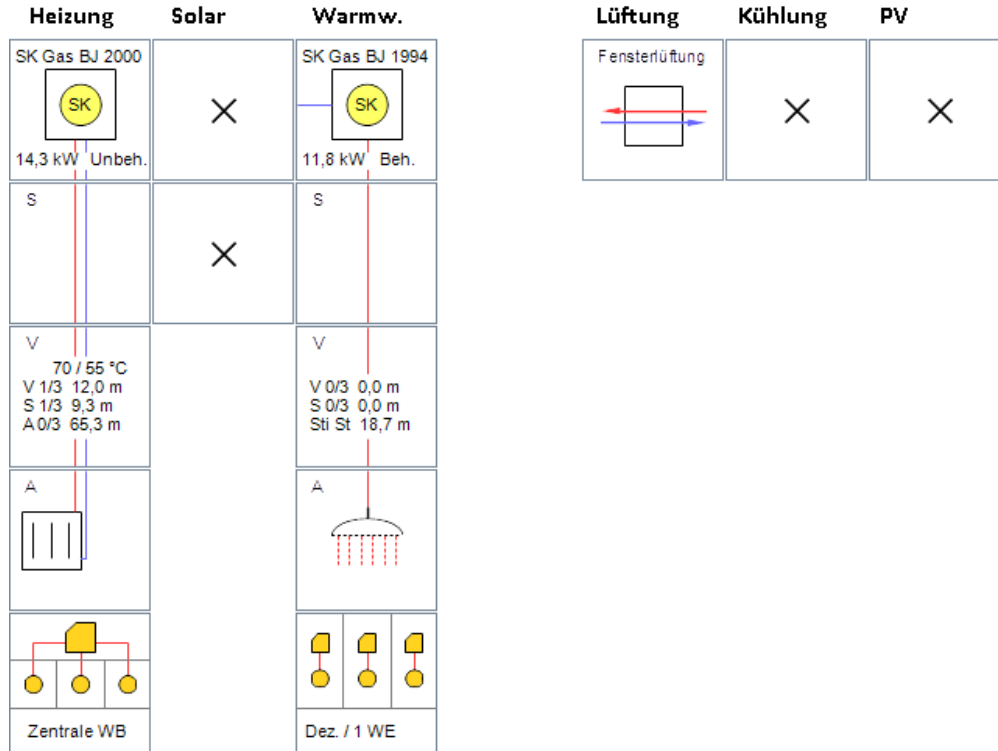 Heizung Solar Warmw. Lüftung Kühlung PV
SK Gas BJ 2000
SK
14,3 kW Unbeh.
SK Gas BJ 1994
SK
11,8 kW Beh.
Fensterlüftung
S
S
V
70 / 55 °C
V 1/3 12,0 m
S 1/3 9,3 m
A 0/3 65,3 m
V
V 0/3 0,0 m
S 0/3 0,0 m
Sti St 18,7 m
A
A
Zentrale WB
Dez. / 1 WE